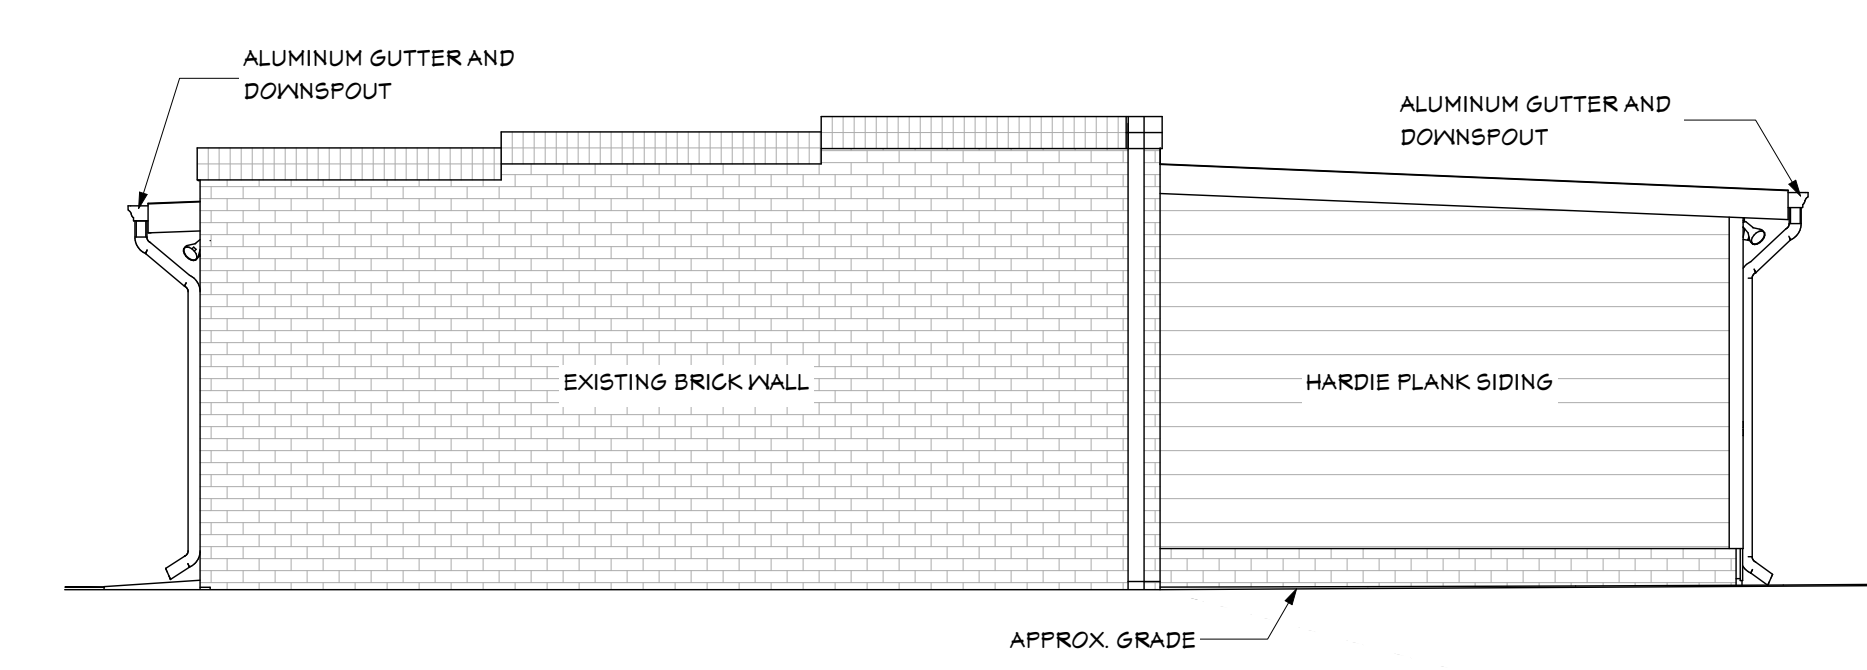 ALUMINUM GUTTER AND
DOWNSPOUT
ALUMINUM GUTTER AND
DOWNSPOUT
EXISTING BRICK WALL
HARDIE PLANK SIDING
APPROX. GRADE